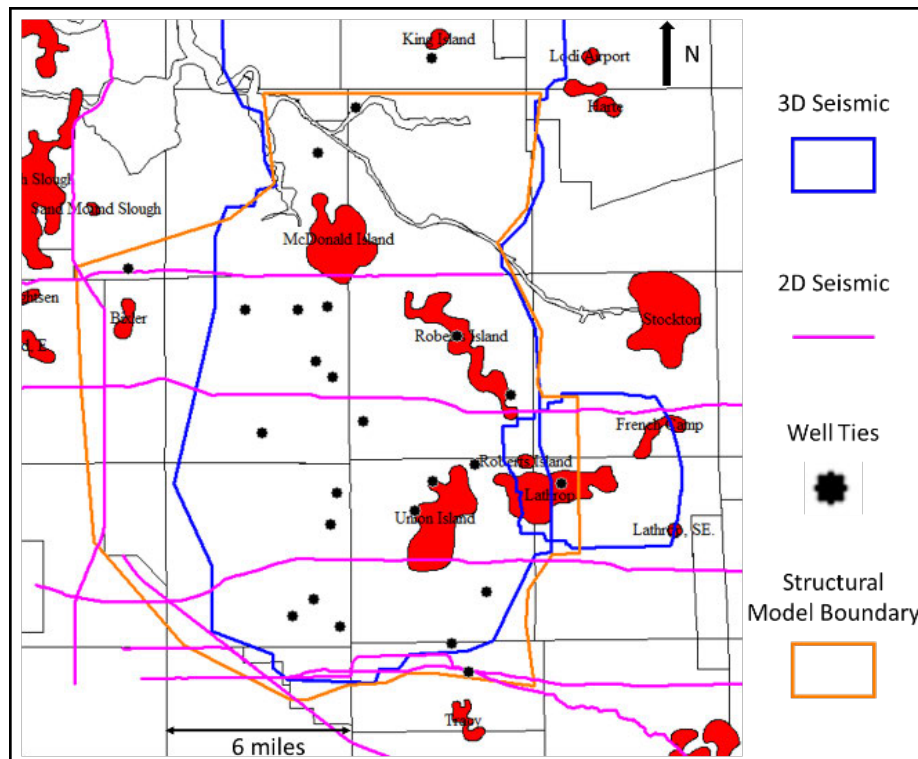 King Island
N
Lodi Airport
Harte
Slough
Sand Mound Slough
McDonald Island
Bixler
Roberts Island
Stockton
French Camp
Roberts Island
Lathrop
Union Island
Lathrop, SE.
Tracy
6 miles
3D Seismic
2D Seismic
Well Ties
Structural
Model Boundary